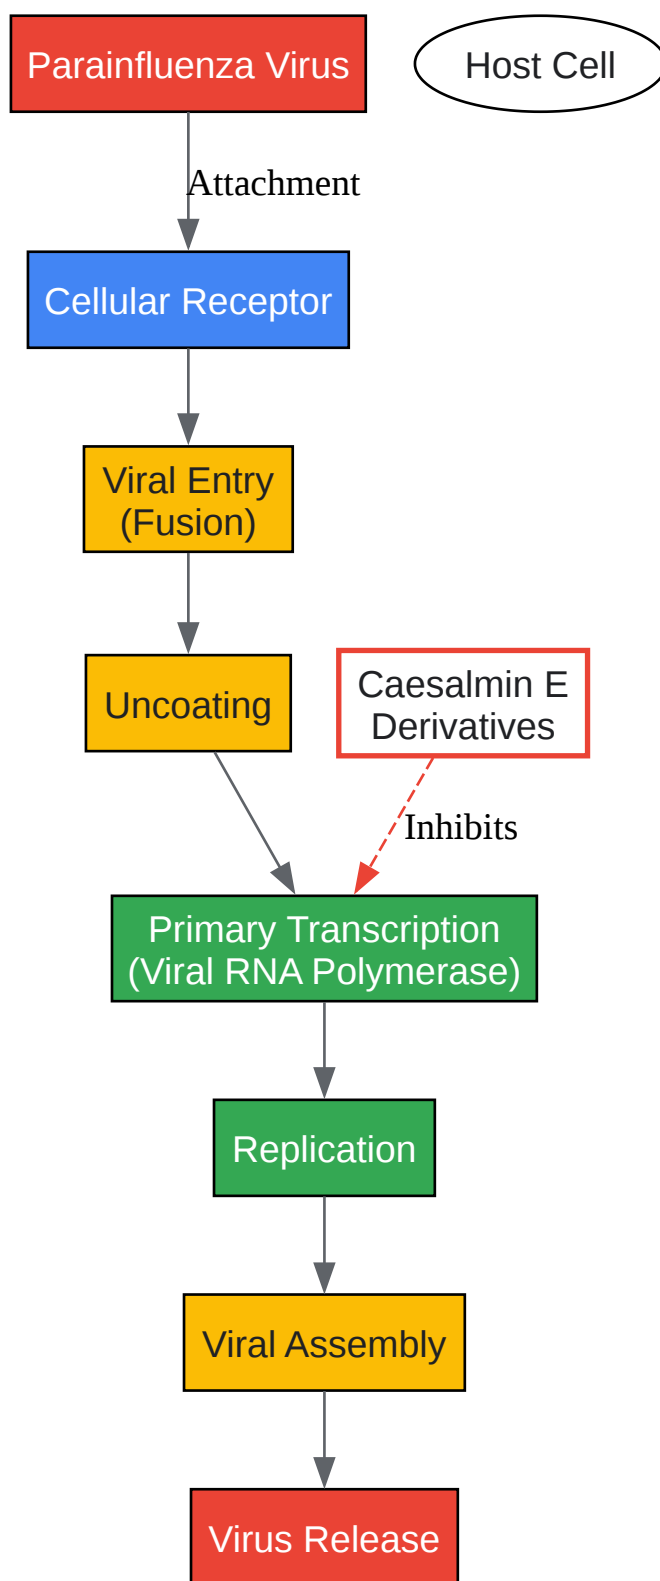 Parainfluenza Virus
Host Cell
Attachment
Cellular Receptor
Viral Entry
(Fusion)
Uncoating
Caesalmin E
Derivatives
Inhibits
Primary Transcription
(Viral RNA Polymerase)
Replication
Viral Assembly
Virus Release